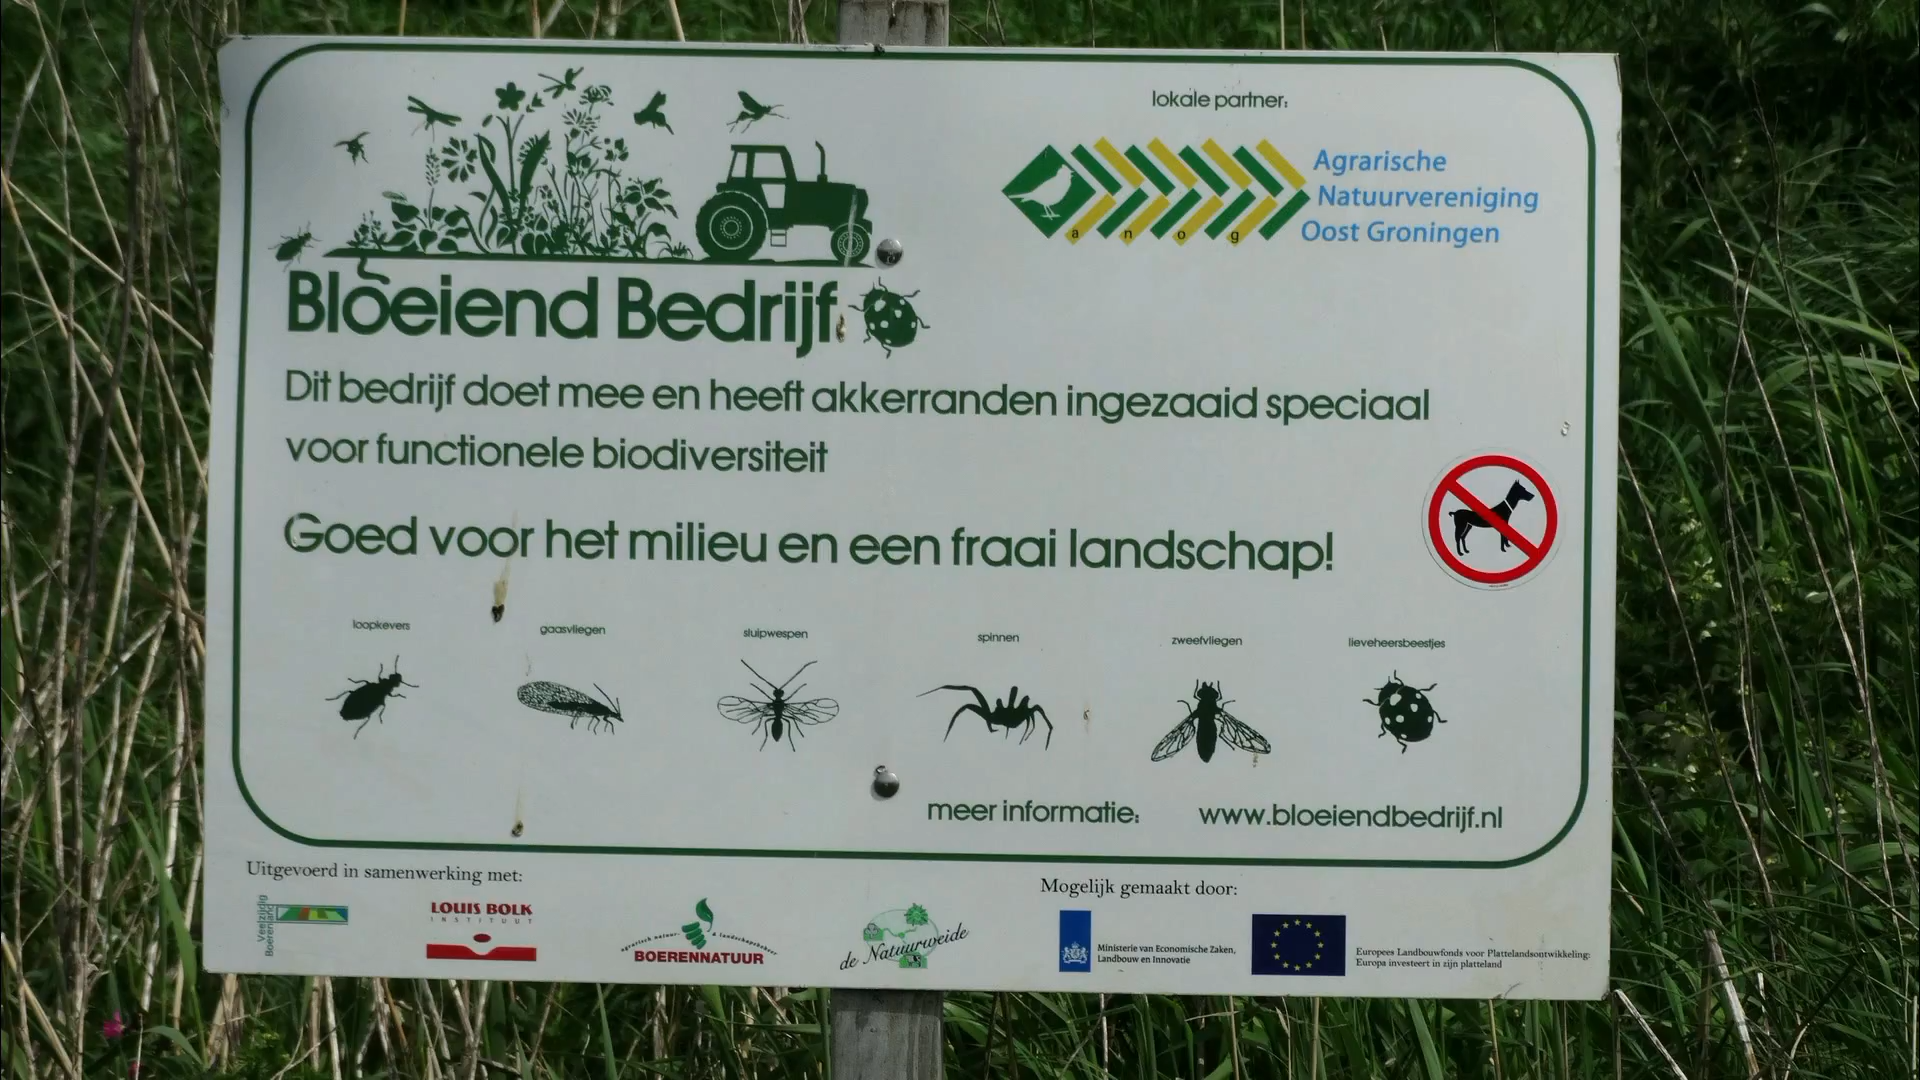 lokale partner:
Agrarische
Natuurvereniging
Oost Groningen
a n o g
Bloeiend Bedrijf
Dit bedrijf doet mee en heeft akkerranden ingezaaid speciaal
voor functionele biodiversiteit
Goed voor het milieu en een fraai landschap!
loopkevers
gaasvliegen
sluipwespen
spinnen
zweefvliegen
lieveheersbeestjes
meer informatie: www.bloeiendbedrijf.nl
Uitgevoerd in samenwerking met:
Veelzijdig
Boerenland
LOUIS BOLK
INSTITUUT
agrarisch natuur- & landschapsbeheer
BOERENNATUUR
de Natuurweide
Mogelijk gemaakt door:
Ministerie van Economische Zaken,
Landbouw en Innovatie
Europees Landbouwfonds voor Plattelandsontwikkeling:
Europa investeert in zijn platteland